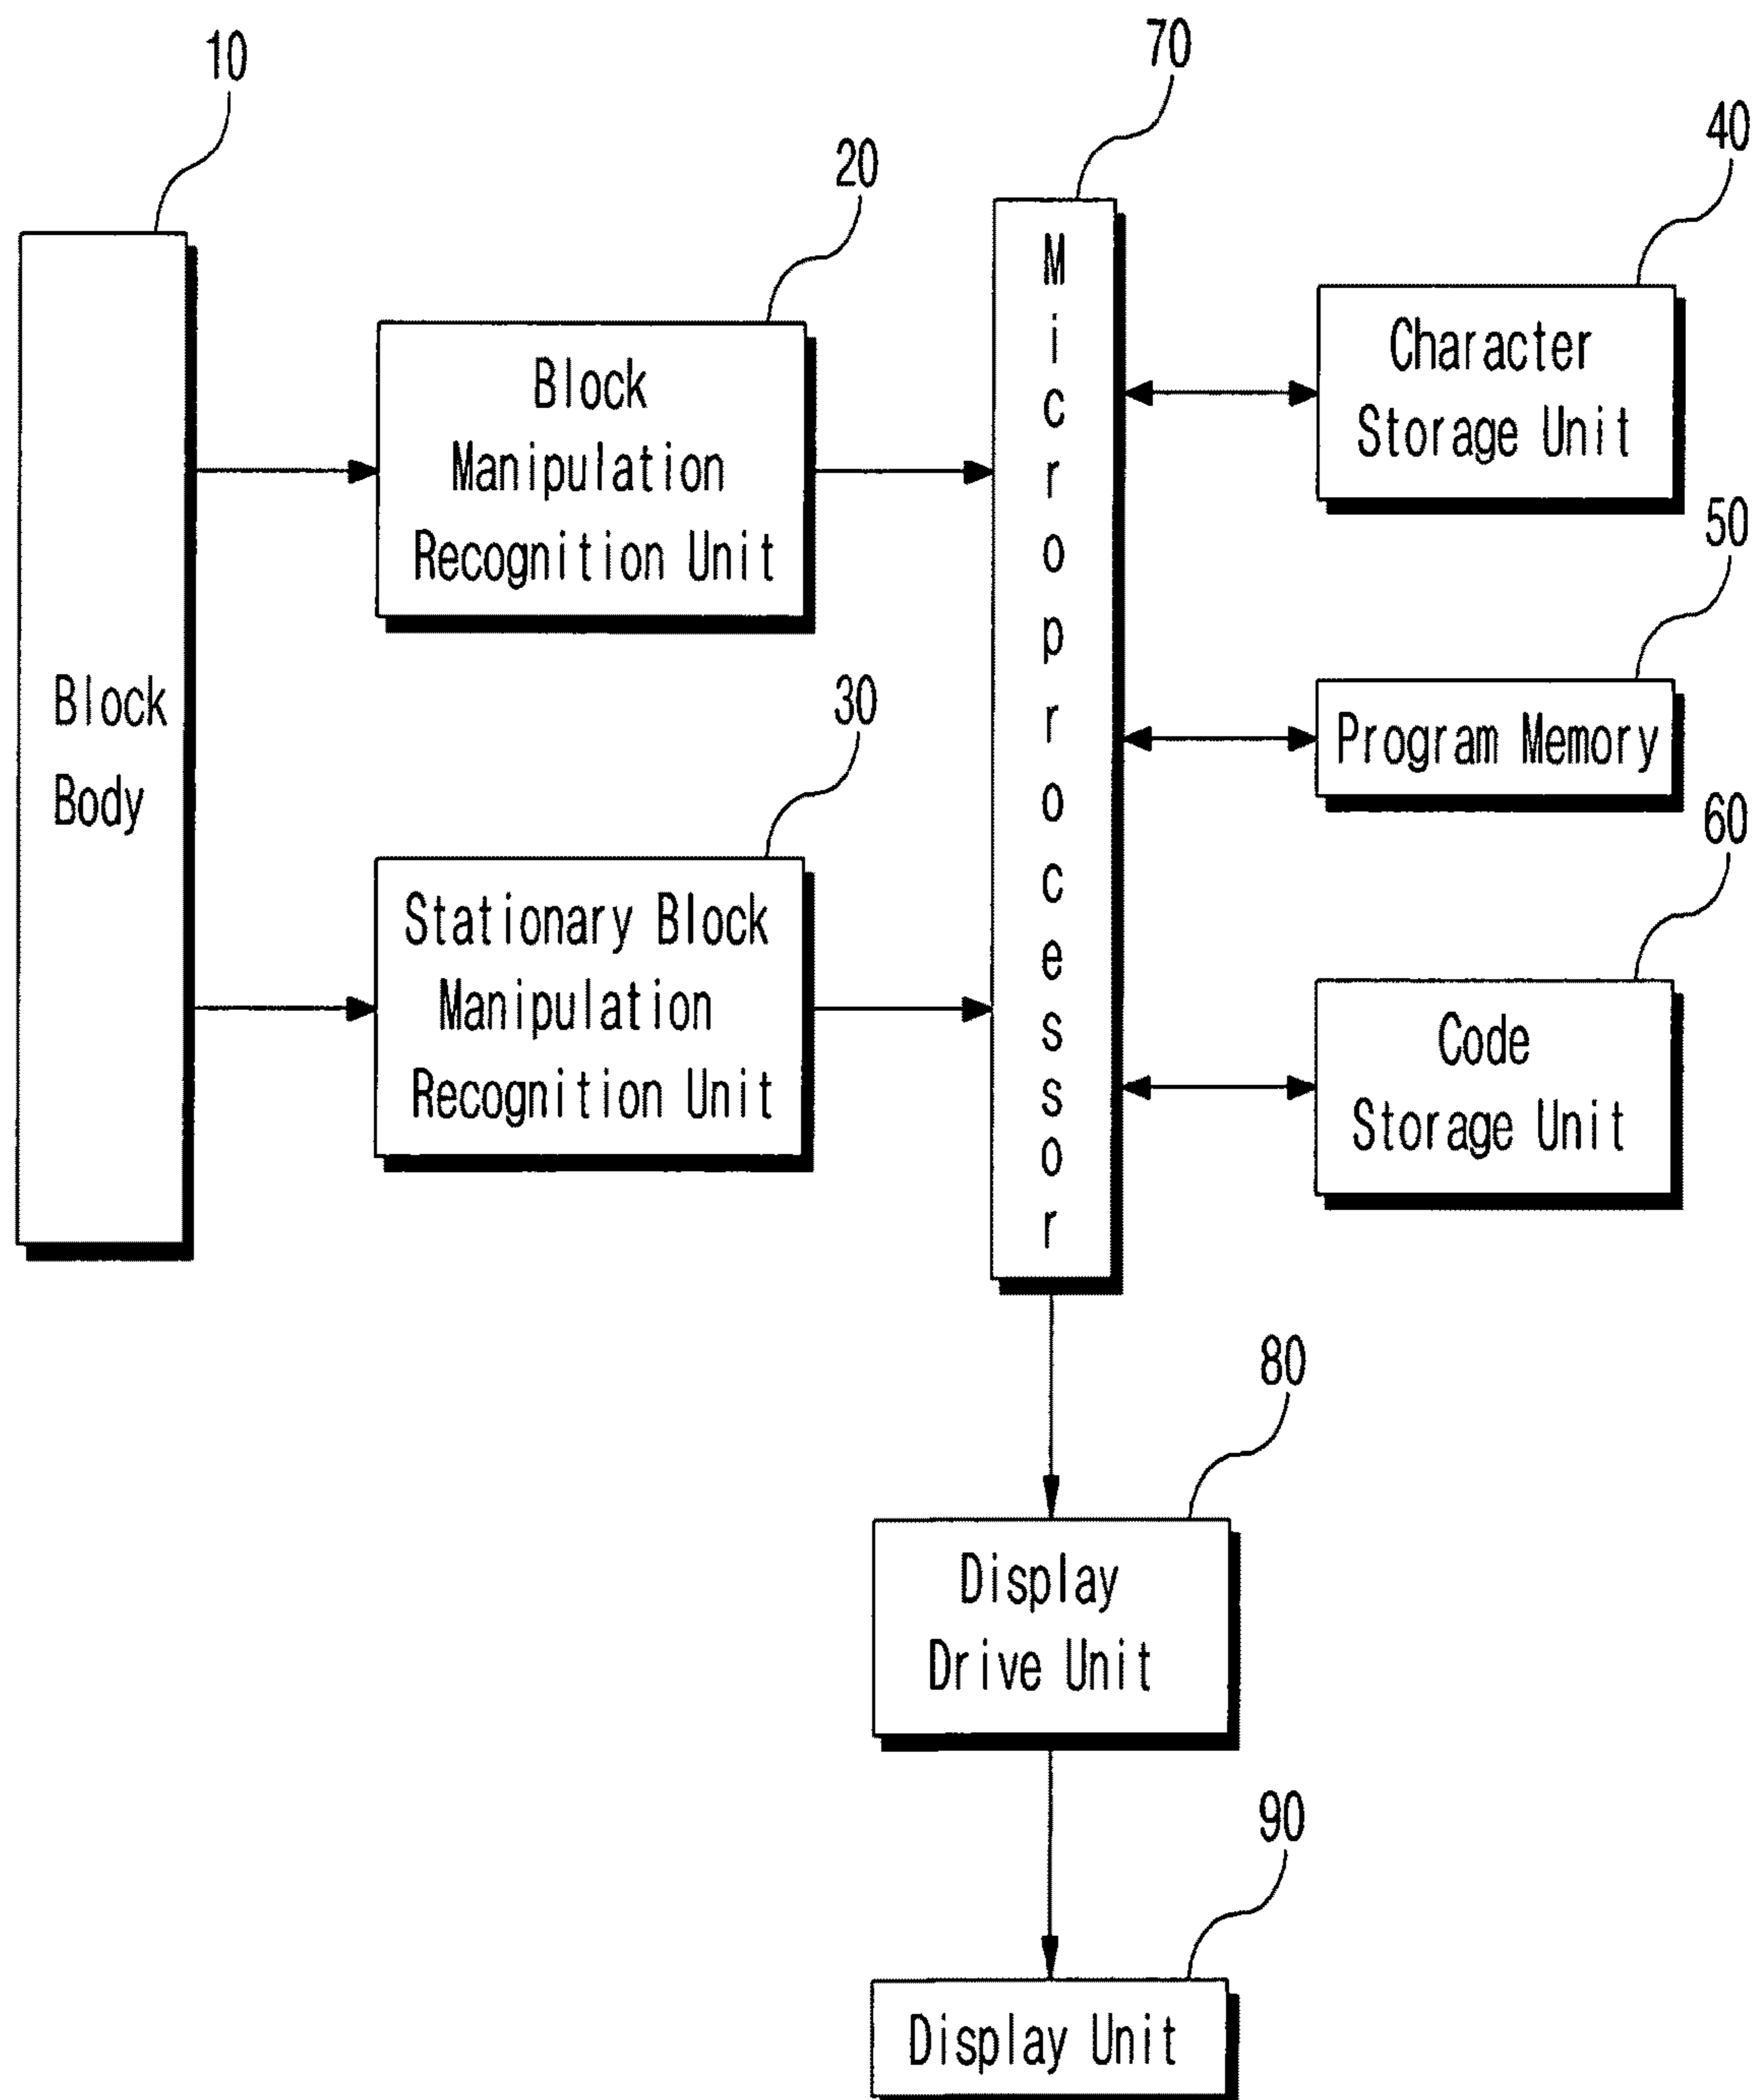 10
70
40
20
Block
Manipulation
Recognition Unit
Microprocessor
Character
Storage Unit
50
Program Memory
Block
Body
30
60
Stationary Block
Manipulation
Recognition Unit
Code
Storage Unit
80
Display
Drive Unit
90
Display Unit